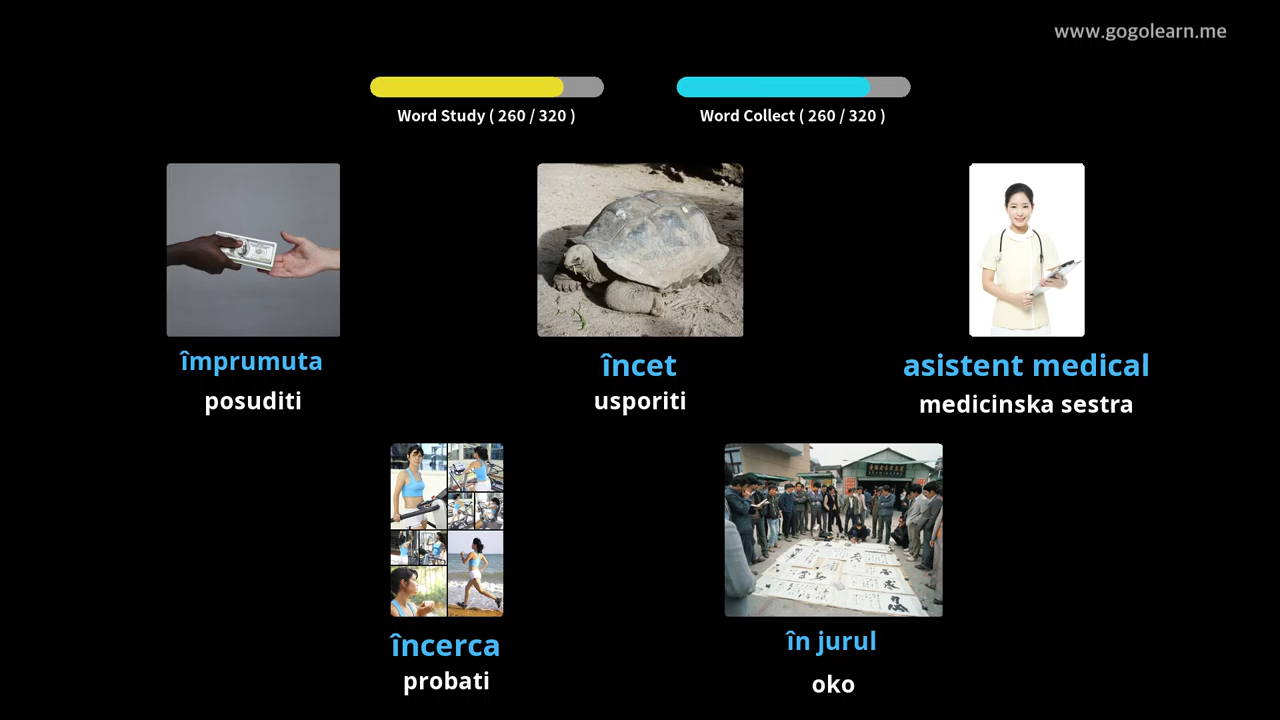 www.gogolearn.me
Word Study ( 260 / 320 )
Word Collect ( 260 / 320 )
împrumuta
posuditi
încet
usporiti
asistent medical
medicinska sestra
încerca
probati
în jurul
oko